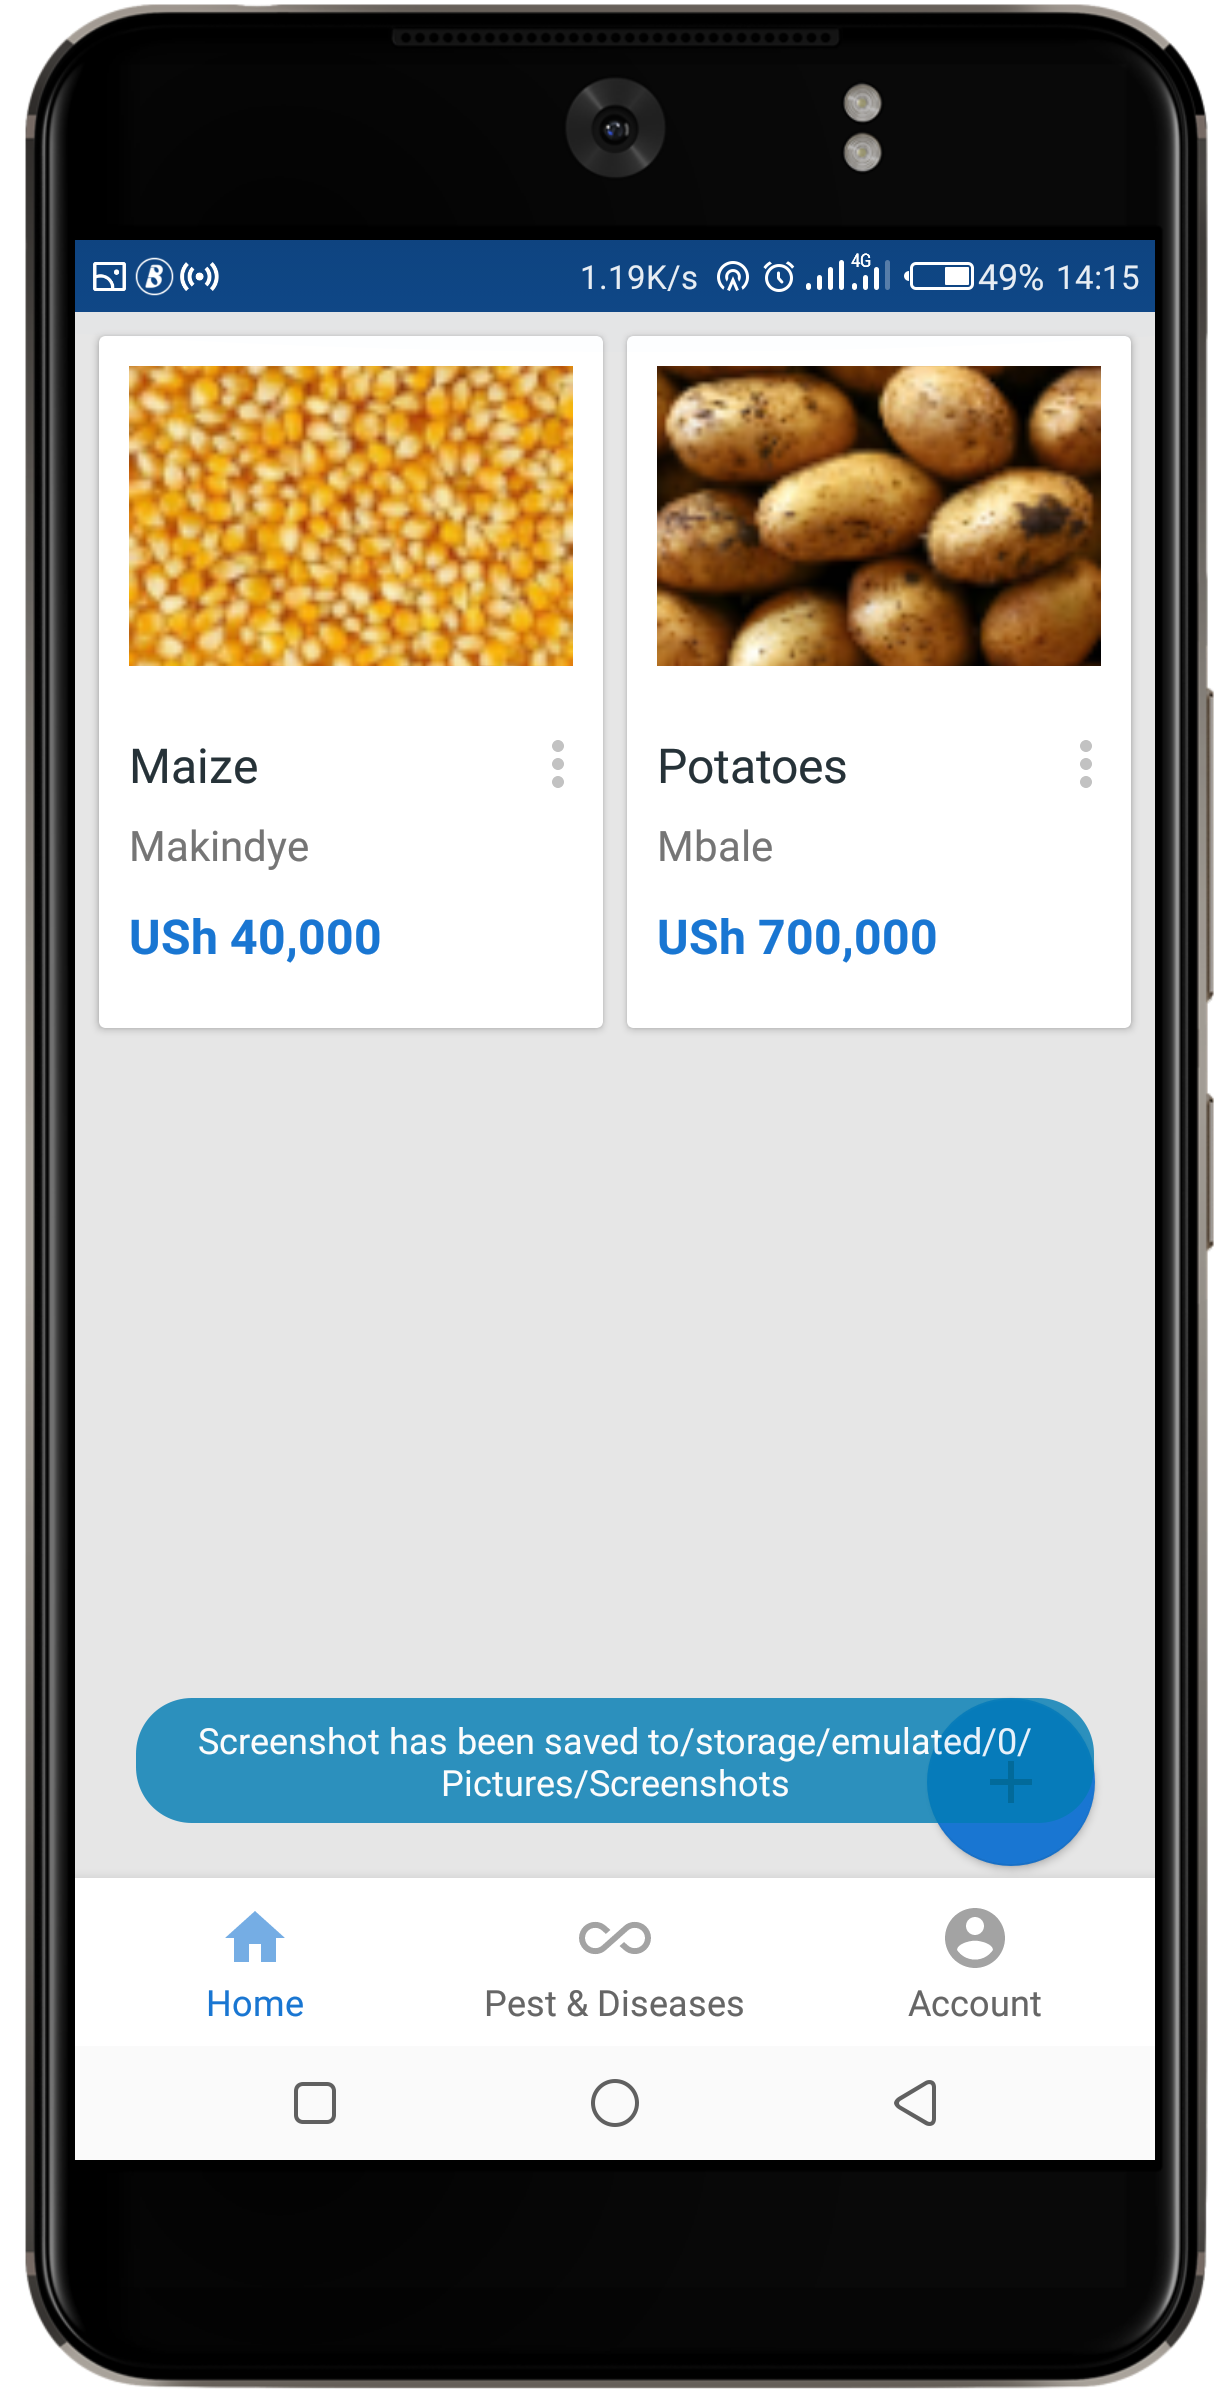 1.19K/s 4G 49% 14:15
Maize
Makindye
USh 40,000
Potatoes
Mbale
USh 700,000
Screenshot has been saved to/storage/emulated/0/
Pictures/Screenshots
Home
Pest & Diseases
Account